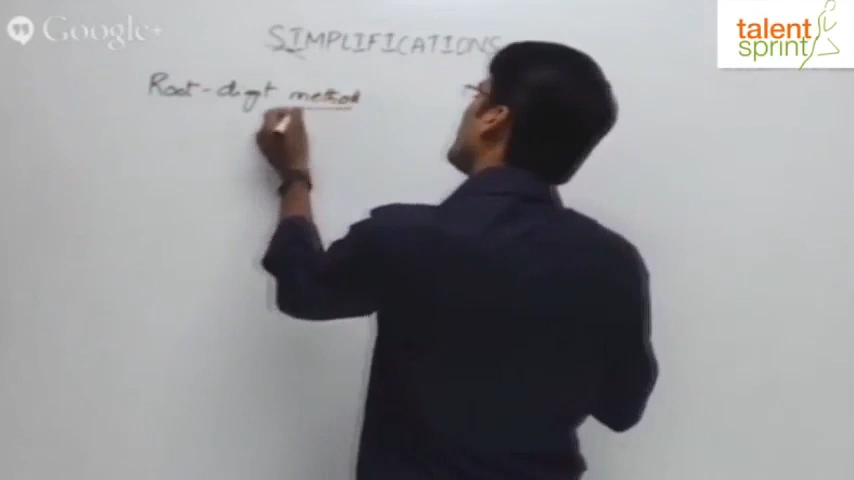 Google+
talent
sprint
SIMPLIFICATIONS
Root-digit method